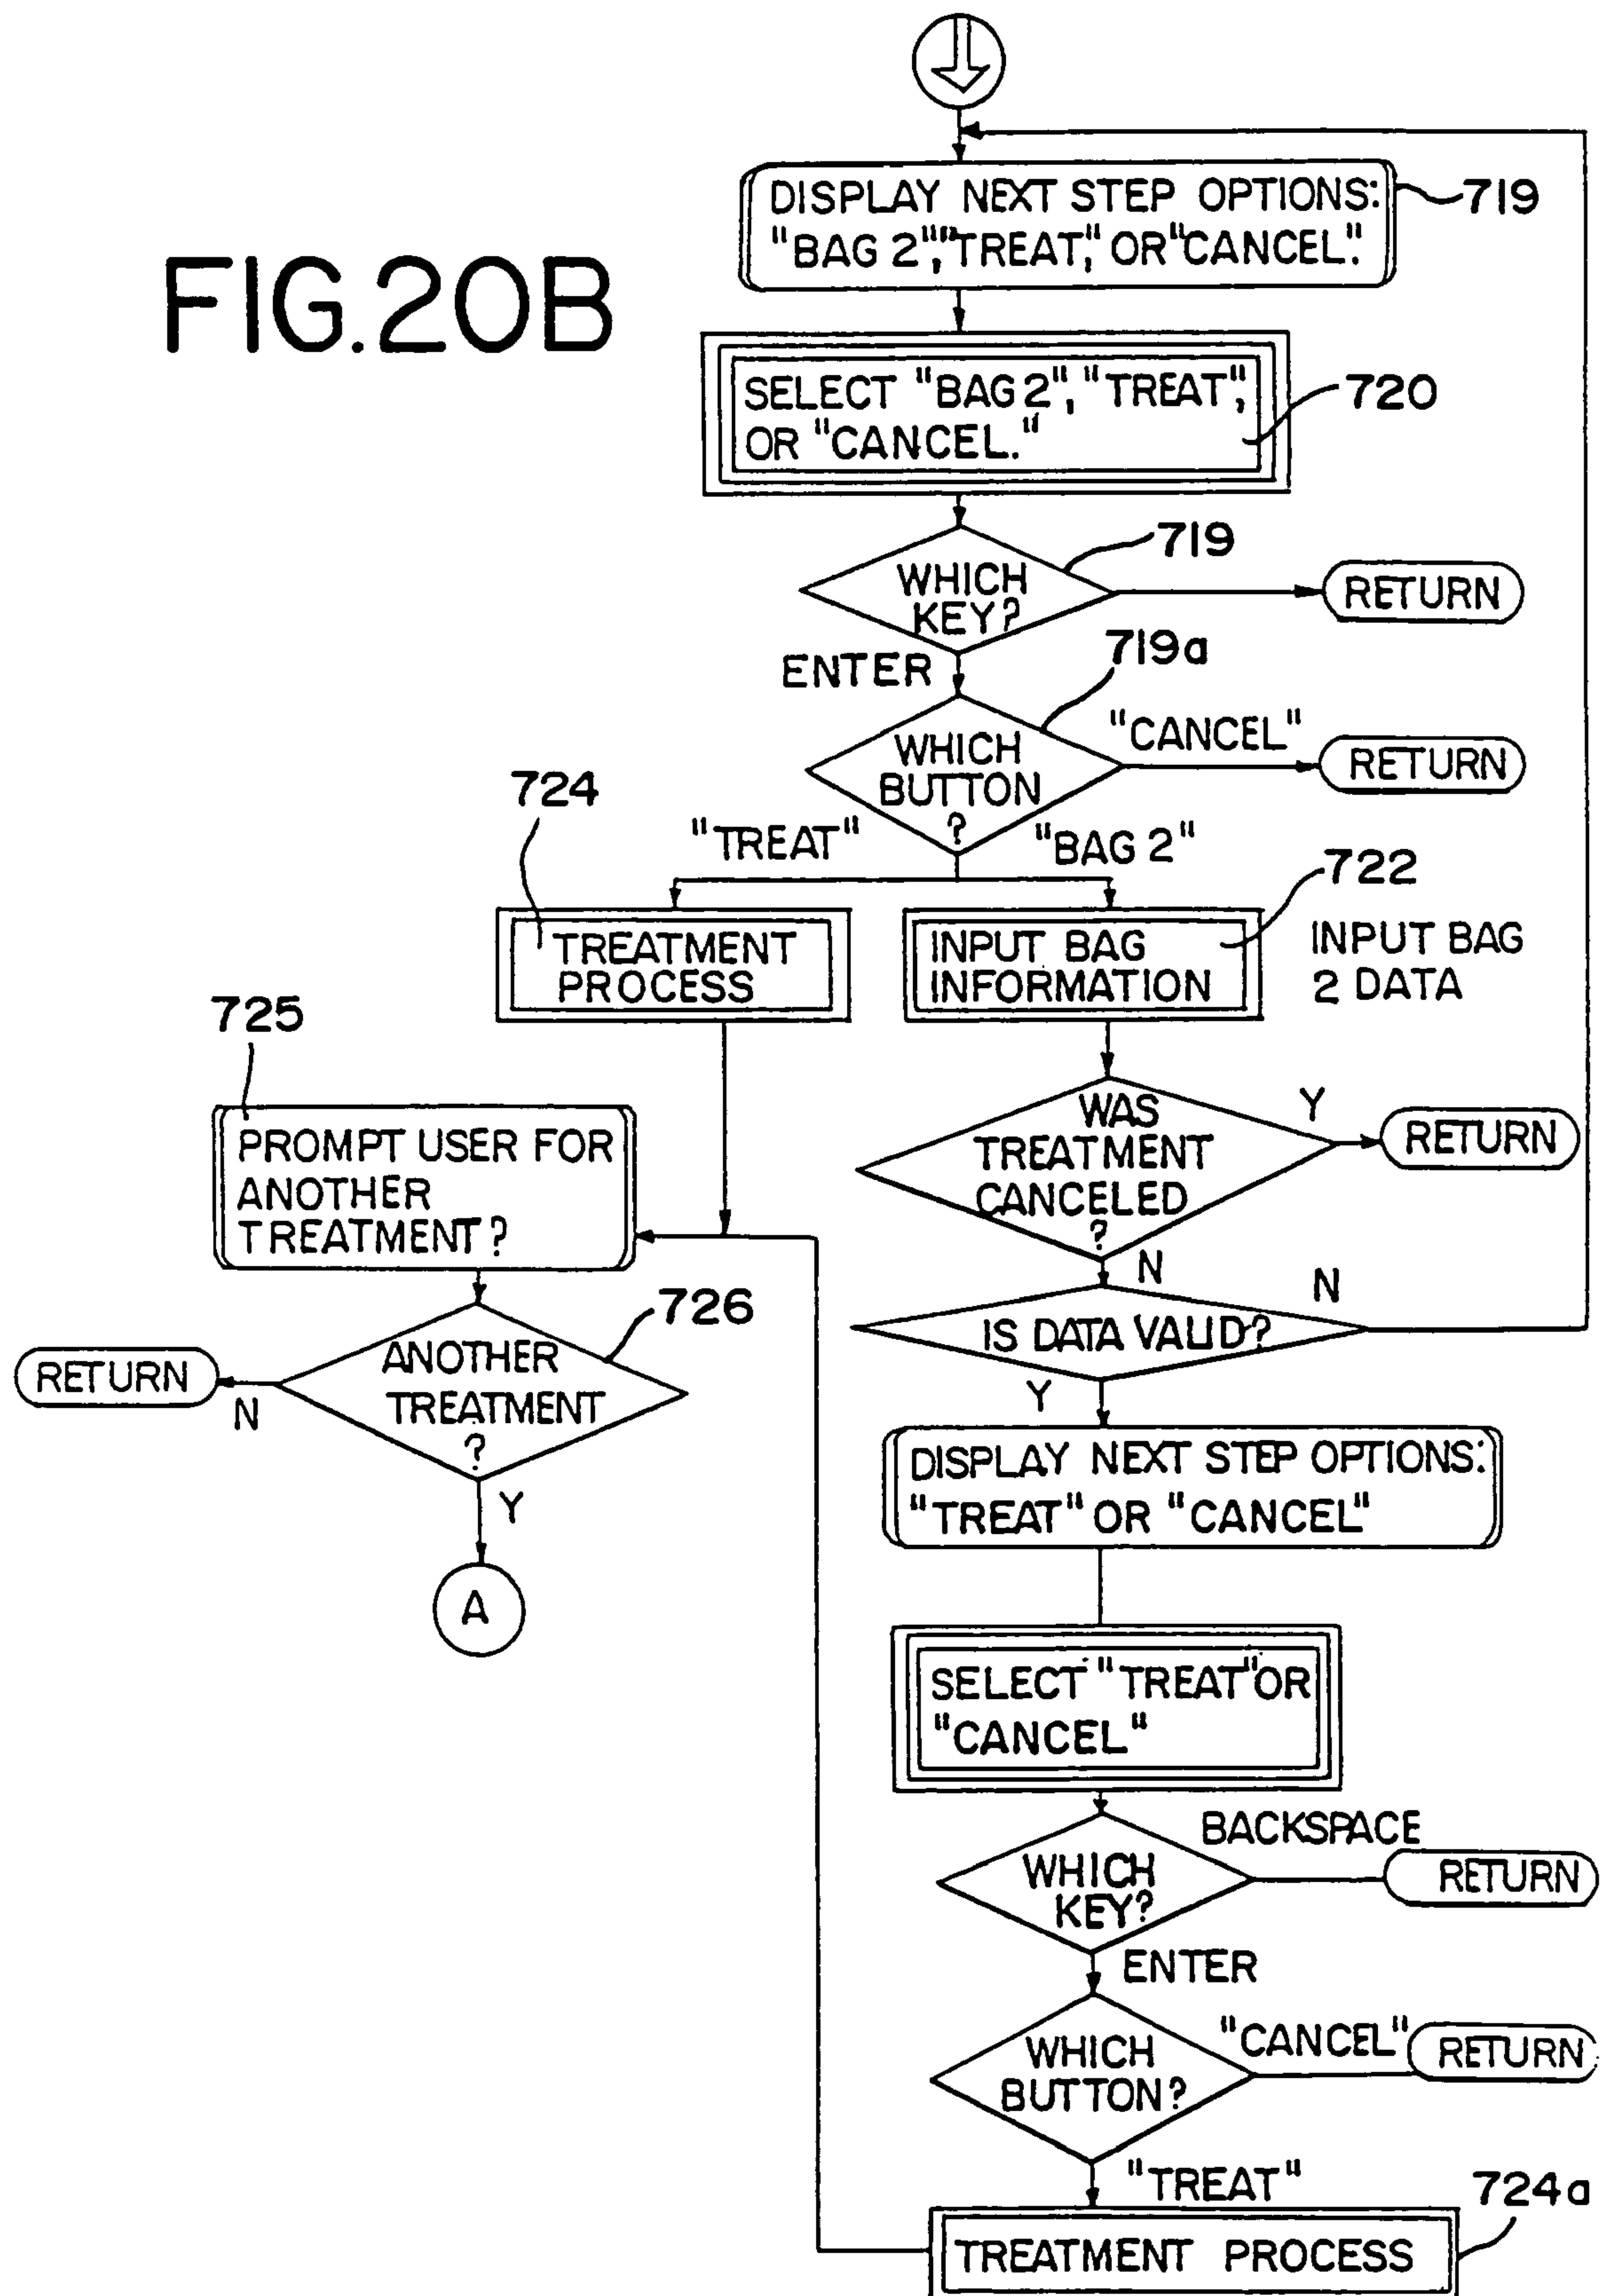 FIG.20B
DISPLAY NEXT STEP OPTIONS:
"BAG 2","TREAT," OR "CANCEL".
719
SELECT "BAG 2", "TREAT",
OR "CANCEL."
720
WHICH
KEY?
719
RETURN
ENTER
719a
WHICH
BUTTON
?
"CANCEL"
RETURN
724
"TREAT"
"BAG 2"
722
TREATMENT
PROCESS
INPUT BAG
INFORMATION
INPUT BAG
2 DATA
725
PROMPT USER FOR
ANOTHER
TREATMENT?
WAS
TREATMENT
CANCELED
?
Y
RETURN
N
726
IS DATA VALID?
N
ANOTHER
TREATMENT
?
RETURN
N
Y
Y
A
DISPLAY NEXT STEP OPTIONS:
"TREAT" OR "CANCEL"
SELECT "TREAT" OR
"CANCEL"
BACKSPACE
WHICH
KEY?
RETURN
ENTER
WHICH
BUTTON?
"CANCEL"
RETURN
"TREAT"
724a
TREATMENT PROCESS